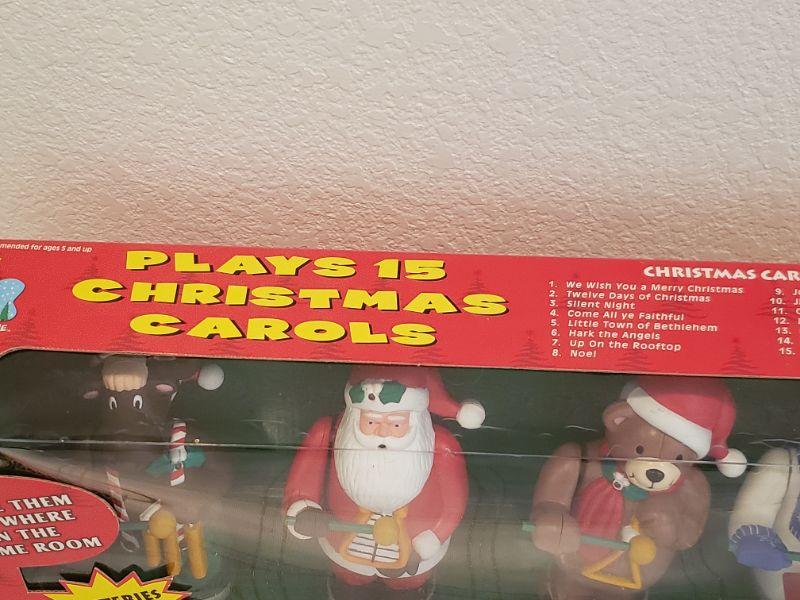 mended for ages 5 and up
PLAYS 15
CHRISTMAS
CAROLS
CHRISTMAS CAR
1. We Wish You a Merry Christmas
2. Twelve Days of Christmas
3. Silent Night
4. Come All ye Faithful
5. Little Town of Bethlehem
6. Hark the Angels
7. Up On the Rooftop
8. Noel
9. J
10. J
11.
12.
13.
14.
15.
THEM
WHERE
N THE
ME ROOM
TERIES